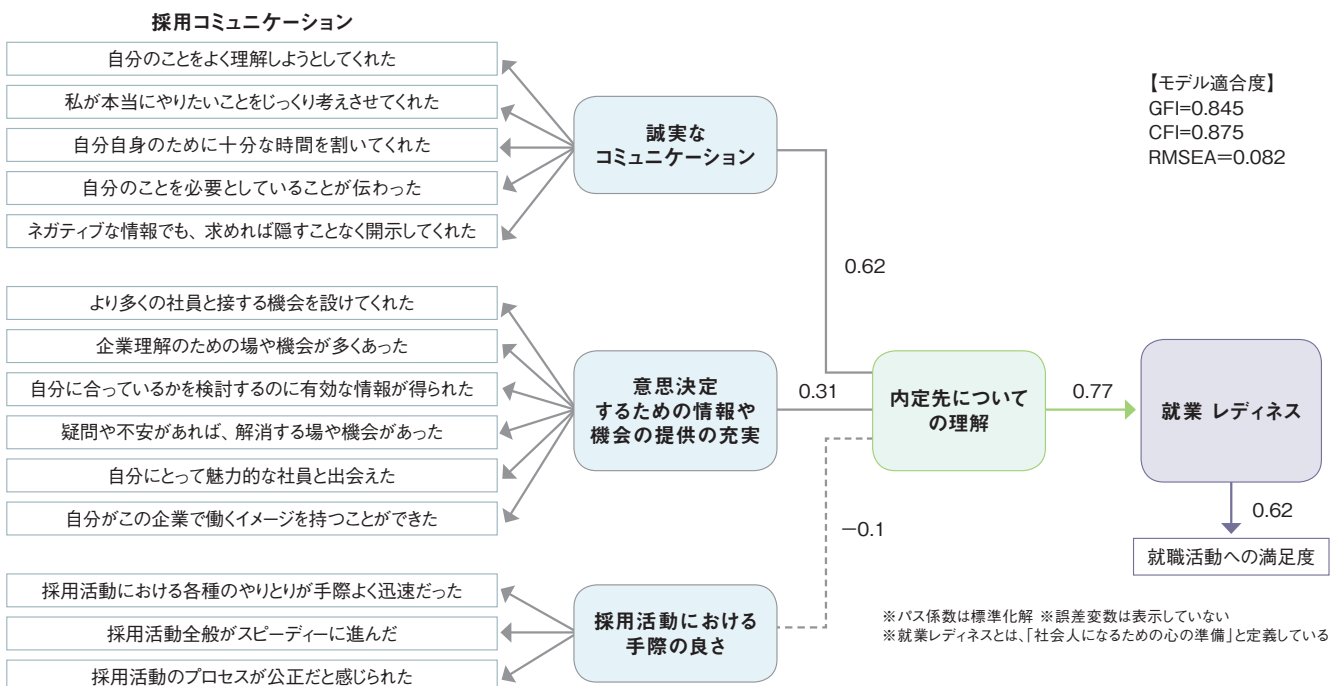 採用コミュニケーション
自分のことをよく理解しようとしてくれた
私が本当にやりたいことをじっくり考えさせてくれた
自分自身のために十分な時間を割いてくれた
自分のことを必要としていることが伝わった
ネガティブな情報でも、求めれば隠すことなく開示してくれた
誠実な
コミュニケーション
【モデル適合度】
GFI=0.845
CFI=0.875
RMSEA=0.082
0.62
より多くの社員と接する機会を設けてくれた
企業理解のための場や機会が多くあった
自分に合っているかを検討するのに有効な情報が得られた
疑問や不安があれば、解消する場や機会があった
自分にとって魅力的な社員と出会えた
自分がこの企業で働くイメージを持つことができた
意思決定
するための情報や
機会の提供の充実
0.31
内定先について
の理解
0.77
就業 レディネス
0.62
就職活動への満足度
−0.1
採用活動における各種のやりとりが手際よく迅速だった
採用活動全般がスピーディーに進んだ
採用活動のプロセスが公正だと感じられた
採用活動における
手際の良さ
※パス係数は標準化解 ※誤差変数は表示していない
※就業レディネスとは、「社会人になるための心の準備」と定義している